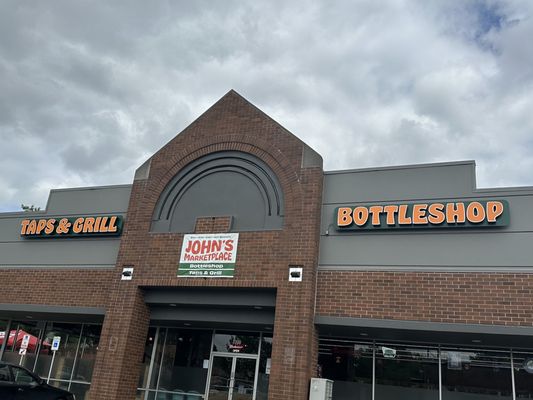 TAPS & GRILL
BOTTLESHOP
JOHN'S
MARKETPLACE
Bottleshop
Taps & Grill